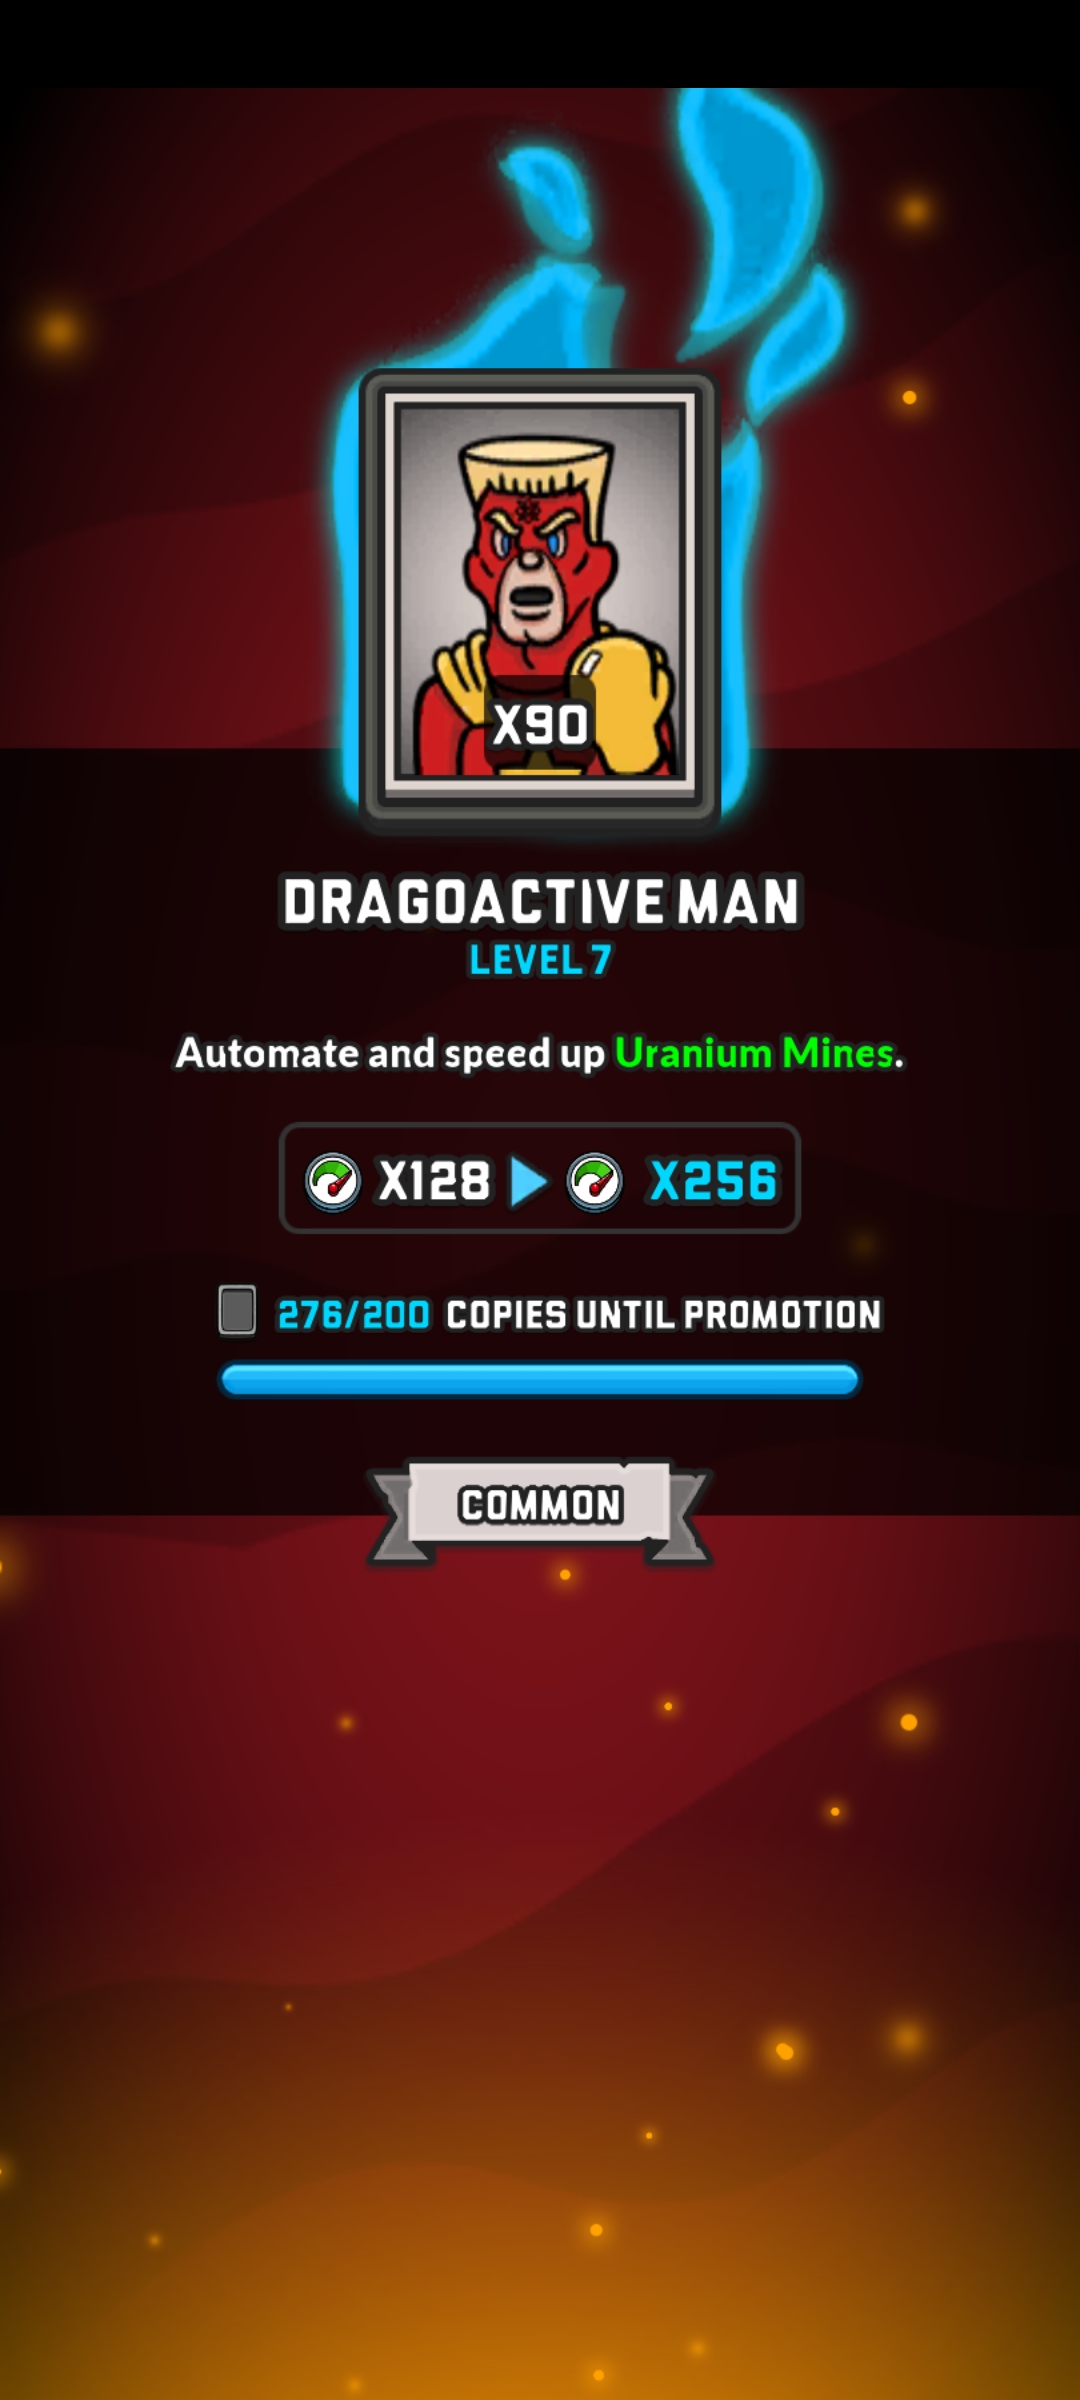 X90
DRAGOACTIVE MAN
LEVEL 7
Automate and speed up Uranium Mines.
X128 X256
276/200 COPIES UNTIL PROMOTION
COMMON